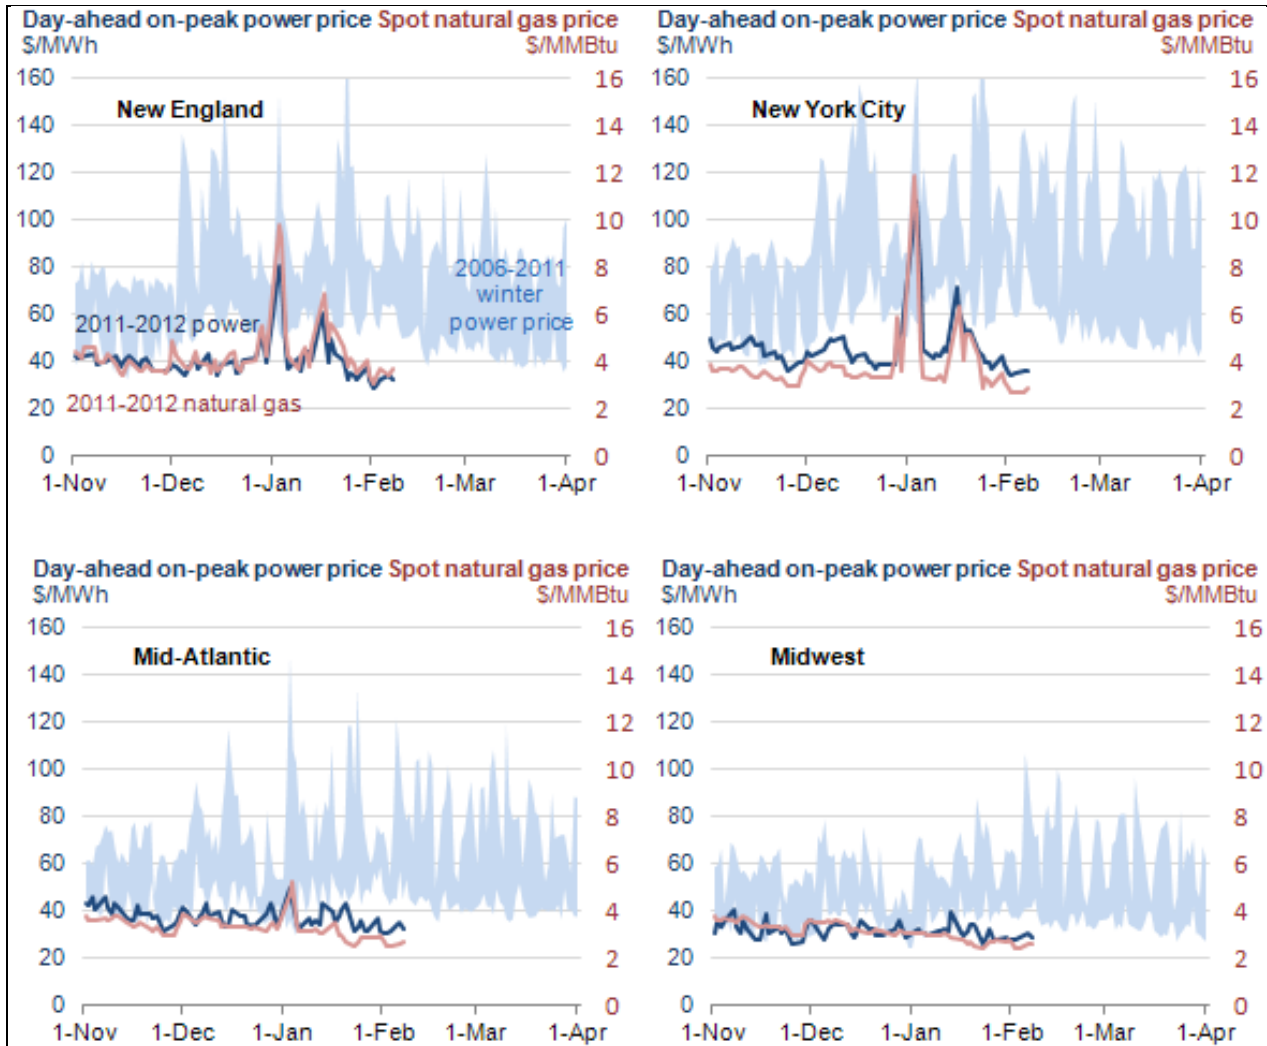 Day-ahead on-peak power price Spot natural gas price
$/MWh $/MMBtu
160 16
New England
140 14
120 12
100 10
80 8
2006-2011
winter
60 6
power price
2011-2012 power
40 4
2011-2012 natural gas
20 2
0 0
1-Nov 1-Dec 1-Jan 1-Feb 1-Mar 1-Apr
Day-ahead on-peak power price Spot natural gas price
$/MWh $/MMBtu
160 16
New York City
140 14
120 12
100 10
80 8
60 6
40 4
20 2
0 0
1-Nov 1-Dec 1-Jan 1-Feb 1-Mar 1-Apr
Day-ahead on-peak power price Spot natural gas price
$/MWh $/MMBtu
160 16
Mid-Atlantic
140 14
120 12
100 10
80 8
60 6
40 4
20 2
0 0
1-Nov 1-Dec 1-Jan 1-Feb 1-Mar 1-Apr
Day-ahead on-peak power price Spot natural gas price
$/MWh $/MMBtu
160 16
Midwest
140 14
120 12
100 10
80 8
60 6
40 4
20 2
0 0
1-Nov 1-Dec 1-Jan 1-Feb 1-Mar 1-Apr